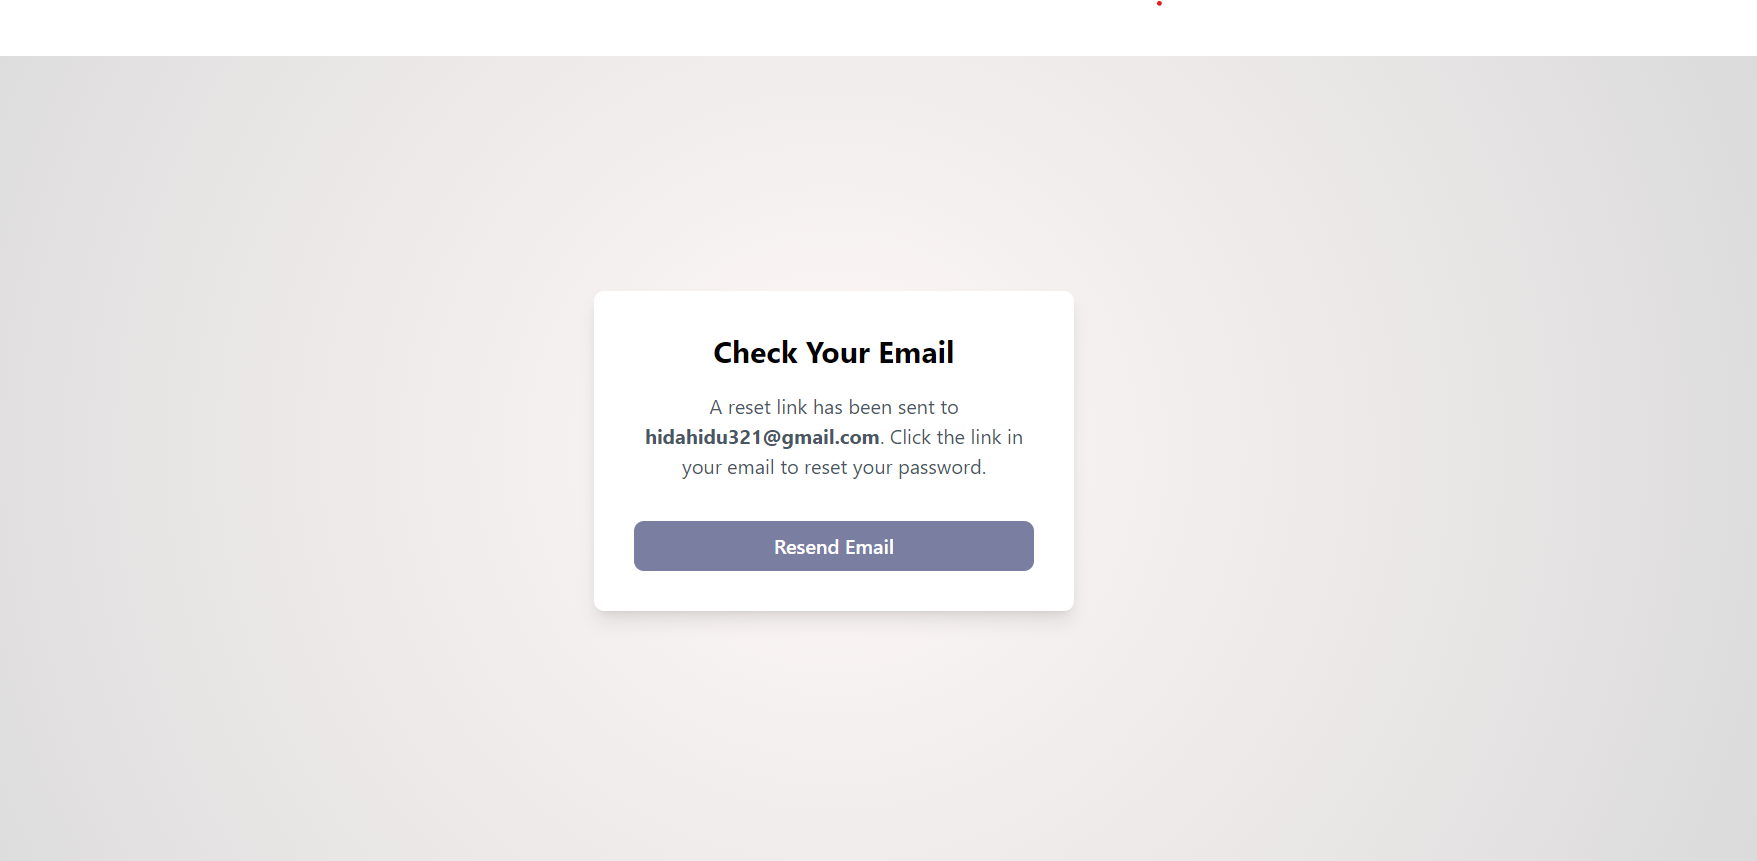 Check Your Email
A reset link has been sent to
hidahidu321@gmail.com. Click the link in
your email to reset your password.
Resend Email